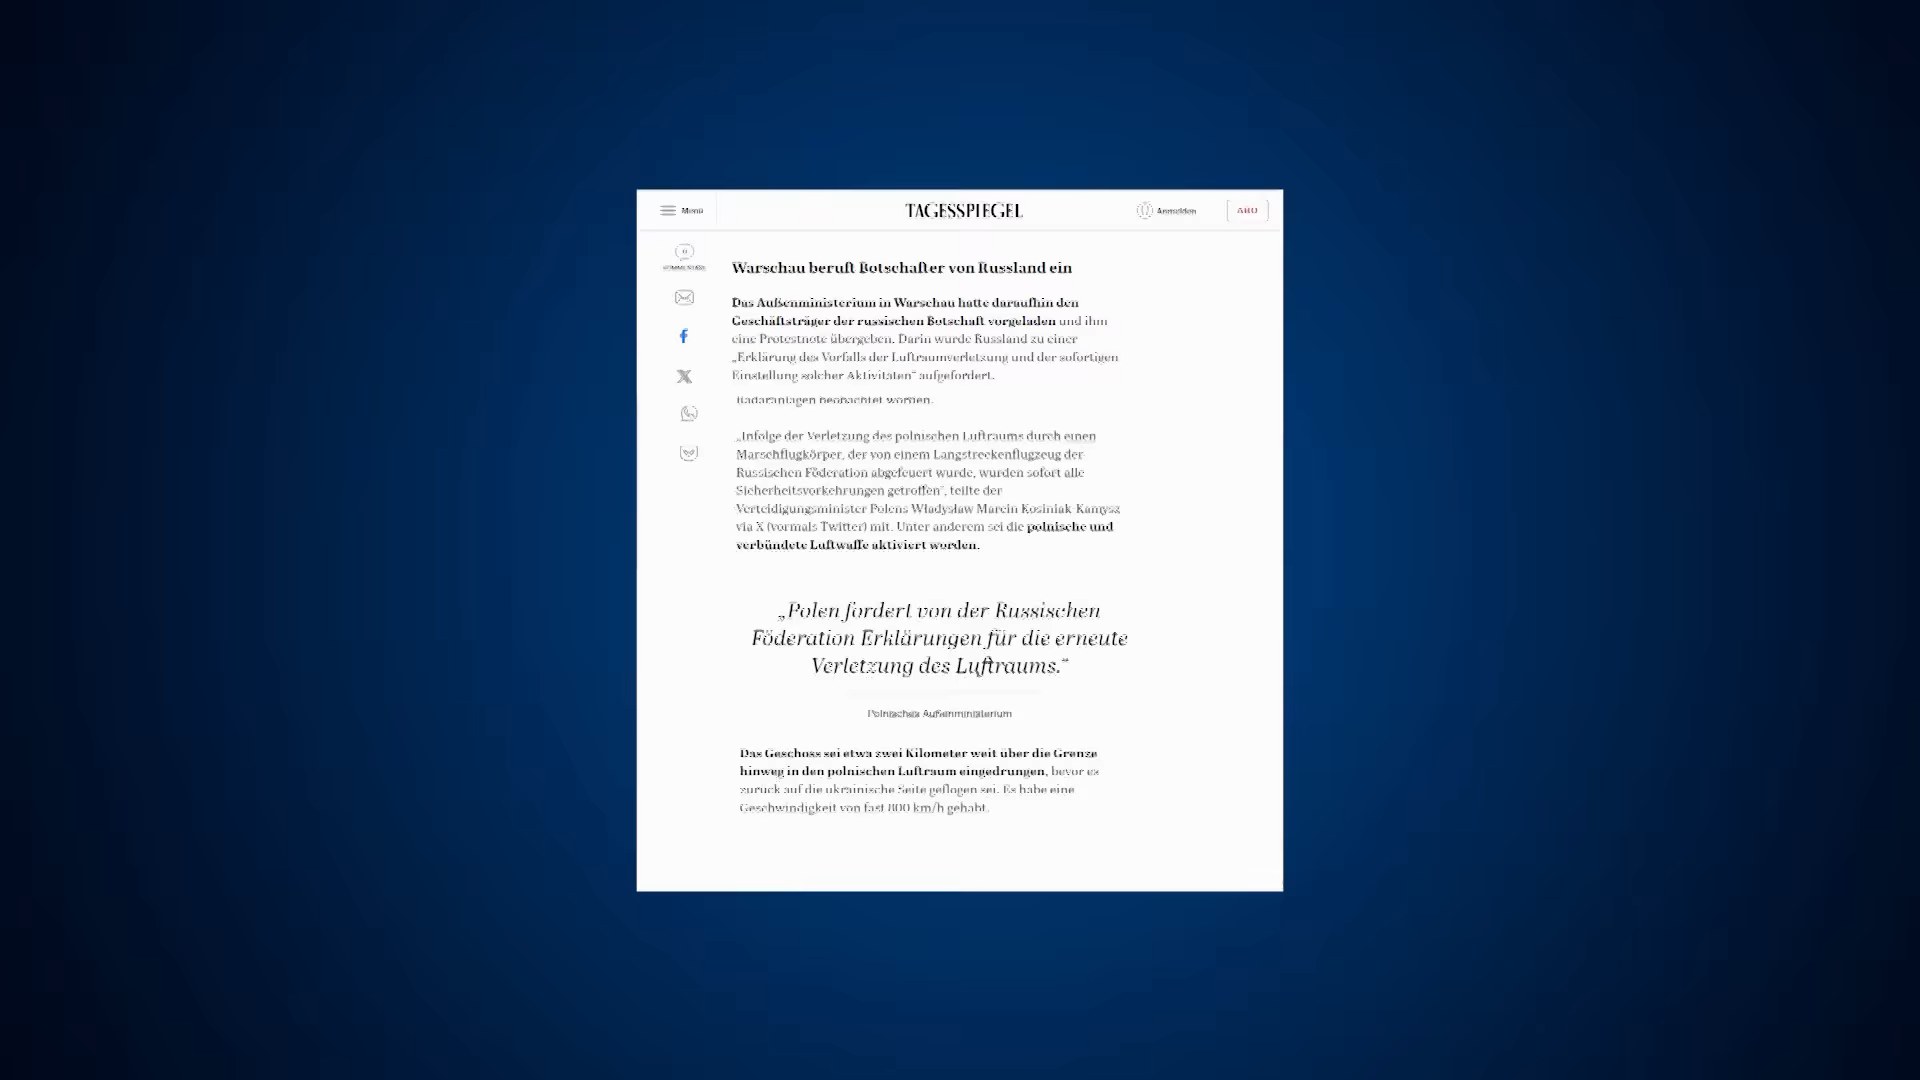 Menü
TAGESSPIEGEL
Anmelden
ABO
Warschau beruft Botschafter von Russland ein
Das Außenministerium in Warschau hatte daraufhin den
Geschäftsträger der russischen Botschaft vorgeladen und ihm
eine Protestnote übergeben. Darin wurde Russland zu einer
„Erklärung des Vorfalls der Luftraumverletzung und der sofortigen
Einstellung solcher Aktivitäten“ aufgefordert.
Radaranlagen beobachtet worden.
„Infolge der Verletzung des polnischen Luftraums durch einen
Marschflugkörper, der von einem Langstreckenflugzeug der
Russischen Föderation abgefeuert wurde, wurden sofort alle
Sicherheitsvorkehrungen getroffen“, teilte der
Verteidigungsminister Polens Władysław Marcin Kosiniak-Kamysz
via X (vormals Twitter) mit. Unter anderem sei die polnische und
verbündete Luftwaffe aktiviert worden.
„Polen fordert von der Russischen
Föderation Erklärungen für die erneute
Verletzung des Luftraums.“
Polnisches Außenministerium
Das Geschoss sei etwa zwei Kilometer weit über die Grenze
hinweg in den polnischen Luftraum eingedrungen, bevor es
zurück auf die ukrainische Seite geflogen sei. Es habe eine
Geschwindigkeit von fast 800 km/h gehabt.